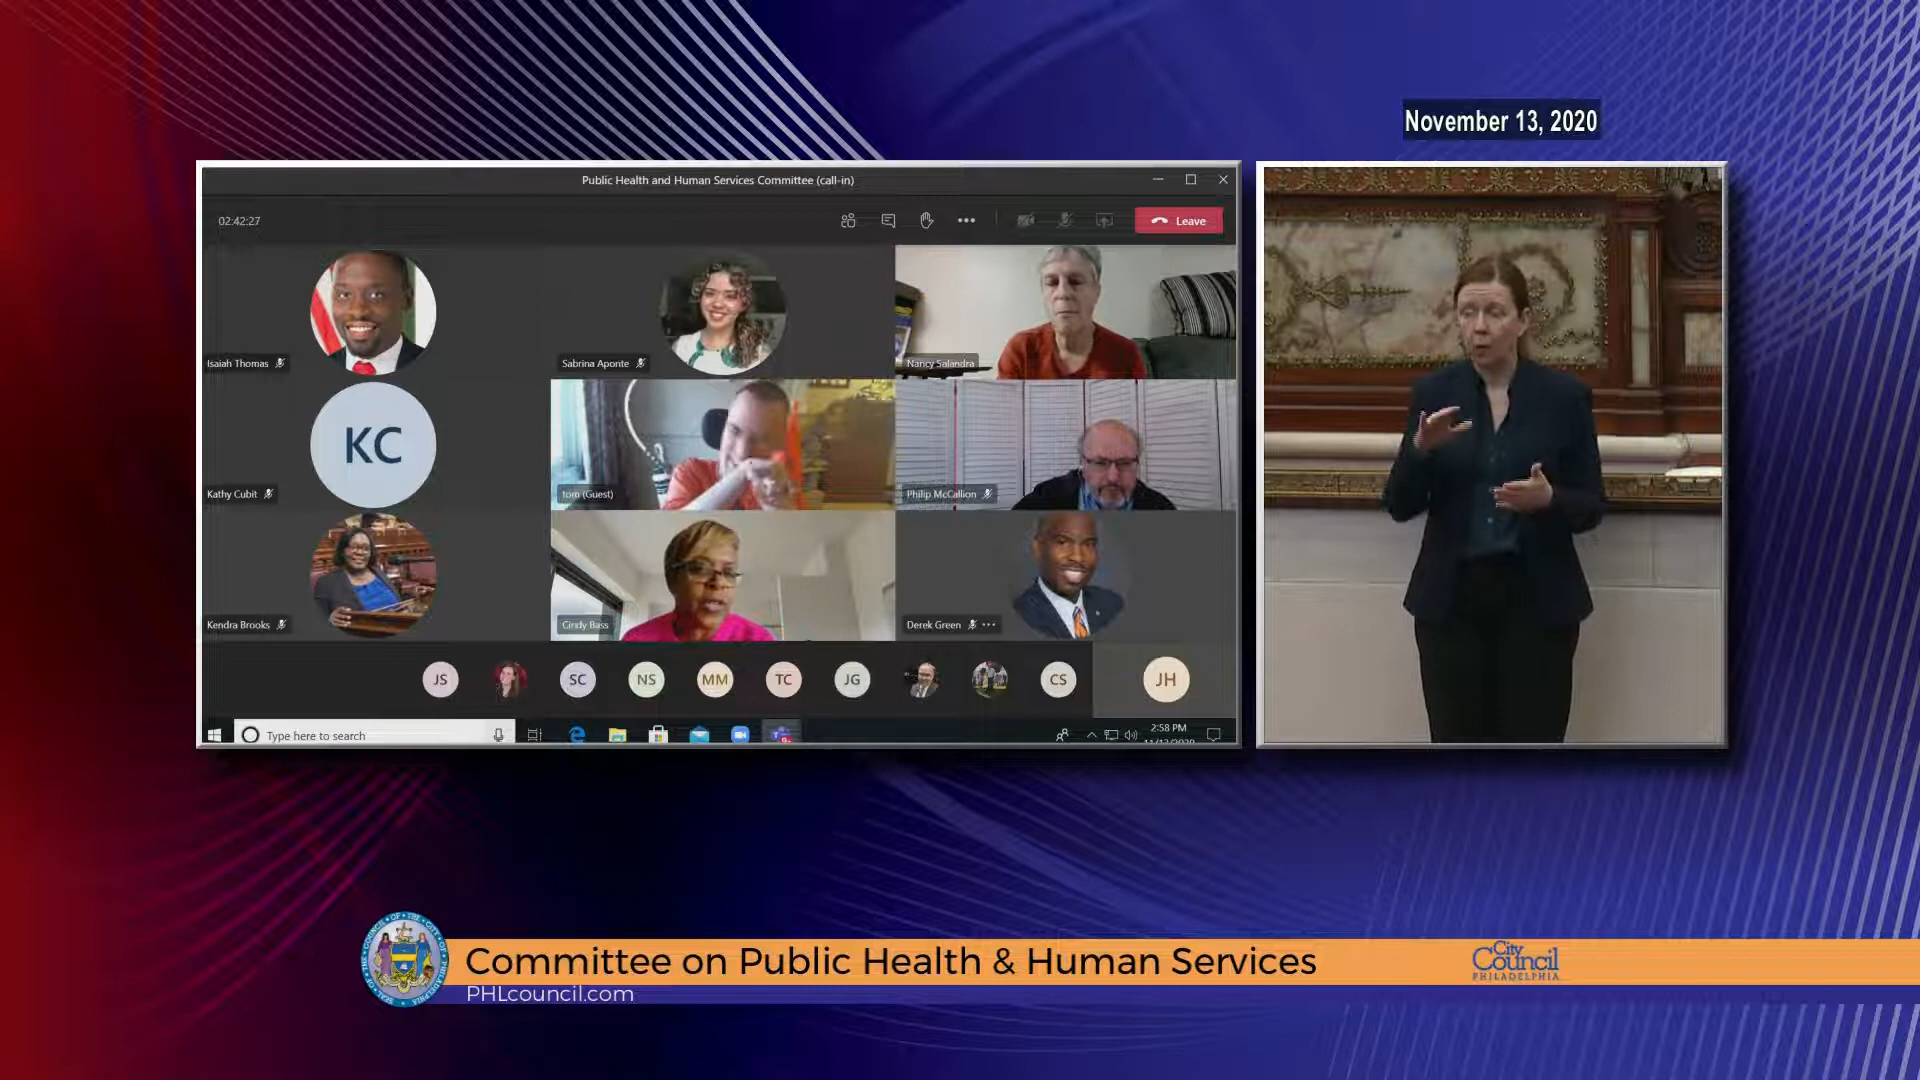 November 13, 2020
Public Health and Human Services Committee (call-in)
02:42:27
Leave
Isaiah Thomas
Sabrina Aponte
Nancy Salandra
KC
Kathy Cubit
tom (Guest)
Philip McCallion
Kendra Brooks
Cindy Bass
Derek Green
JS
SC
NS
MM
TC
JG
CS
JH
Type here to search
2:58 PM
11/13/2020
Committee on Public Health & Human Services
City
Council
PHILADELPHIA
PHLcouncil.com